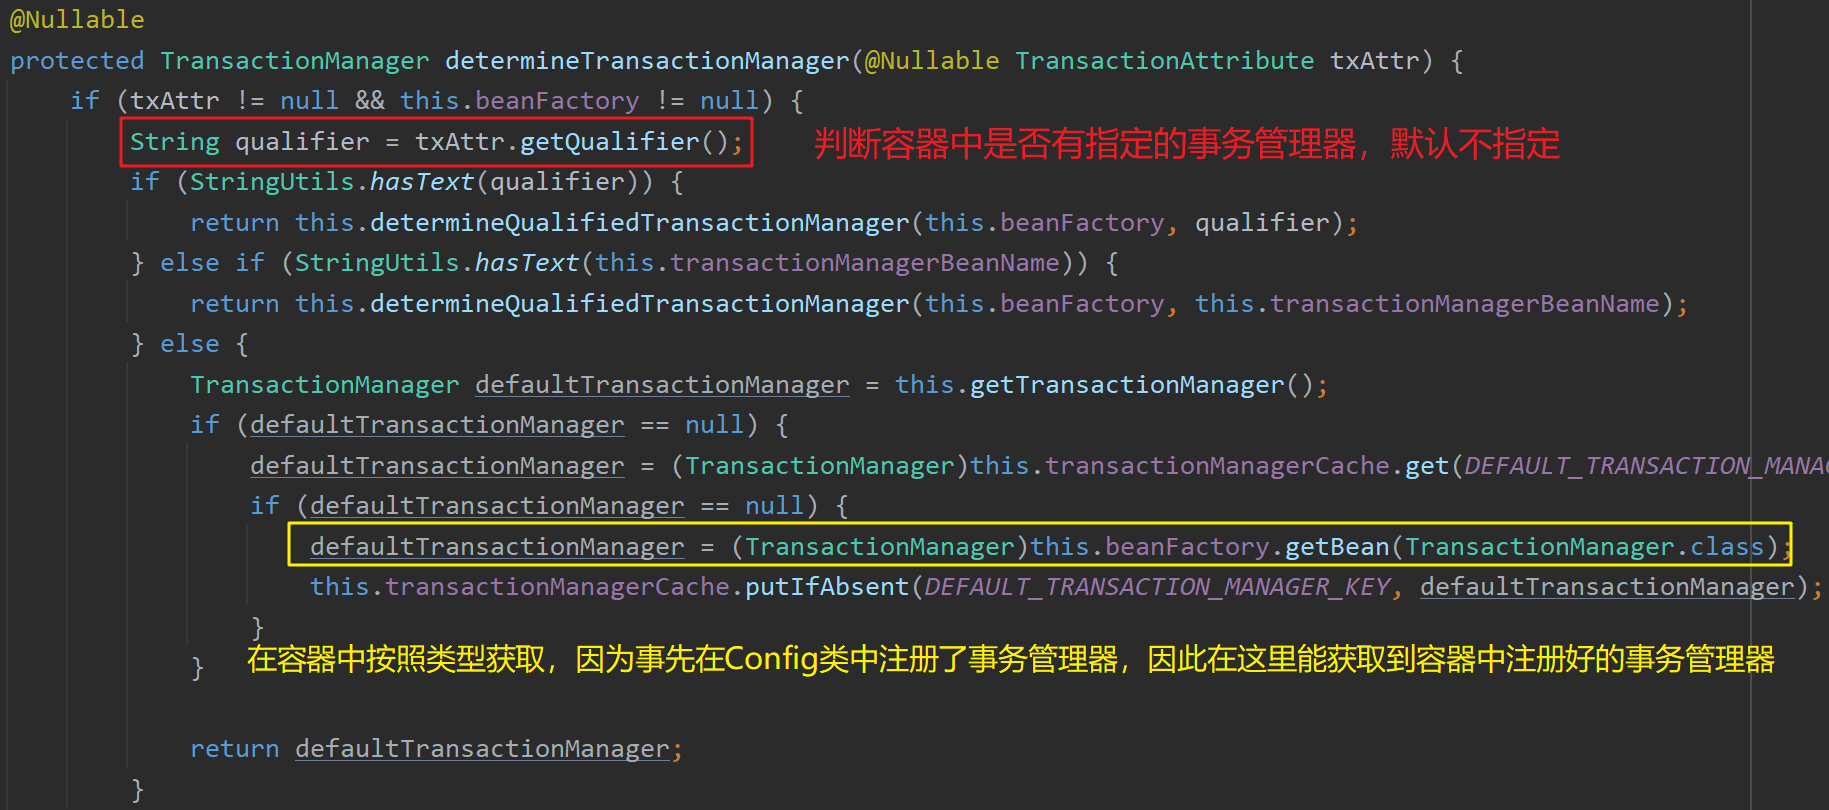 @Nullable
protected TransactionManager determineTransactionManager(@Nullable TransactionAttribute txAttr) {
if (txAttr != null && this.beanFactory != null) {
String qualifier = txAttr.getQualifier(); 判断容器中是否有指定的事务管理器，默认不指定
if (StringUtils.hasText(qualifier)) {
return this.determineQualifiedTransactionManager(this.beanFactory, qualifier);
} else if (StringUtils.hasText(this.transactionManagerBeanName)) {
return this.determineQualifiedTransactionManager(this.beanFactory, this.transactionManagerBeanName);
} else {
TransactionManager defaultTransactionManager = this.getTransactionManager();
if (defaultTransactionManager == null) {
defaultTransactionManager = (TransactionManager)this.transactionManagerCache.get(DEFAULT_TRANSACTION_MANAG
if (defaultTransactionManager == null) {
defaultTransactionManager = (TransactionManager)this.beanFactory.getBean(TransactionManager.class);
this.transactionManagerCache.putIfAbsent(DEFAULT_TRANSACTION_MANAGER_KEY, defaultTransactionManager);
}
} 在容器中按照类型获取，因为事先在Config类中注册了事务管理器，因此在这里能获取到容器中注册好的事务管理器
return defaultTransactionManager;
}